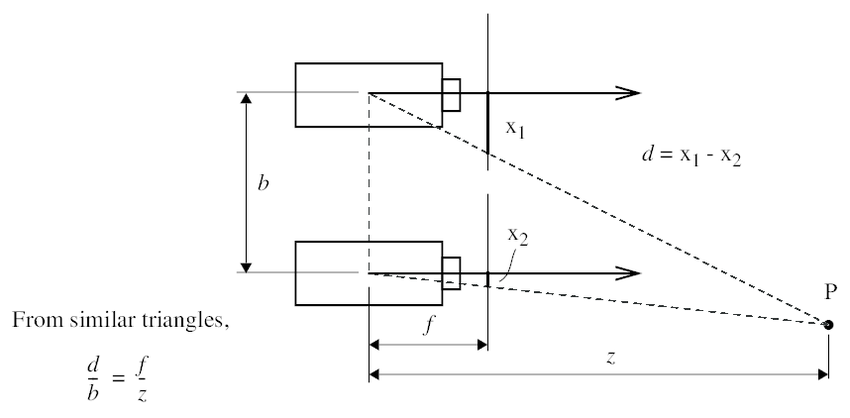 x1
d = x1 - x2
b
x2
P
From similar triangles,
f
z
d/b = f/z